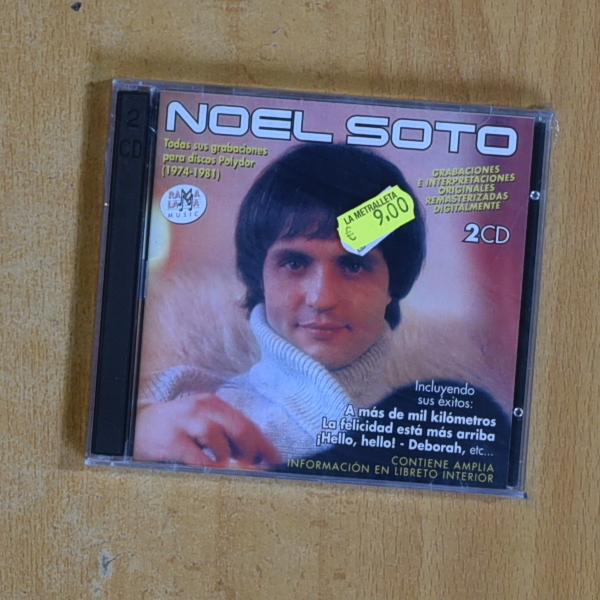 2
CD
NOEL SOTO
Todas sus grabaciones
para discos Polydor
(1974-1981)
RAMA
LAMA
MUSIC
GRABACIONES
E INTERPRETACIONES
ORIGINALES
REMASTERIZADAS
DIGITALMENTE
2CD
LA METRALLETA
€ 9,00
Incluyendo
sus éxitos:
A más de mil kilómetros
La felicidad está más arriba
¡Hello, hello! - Deborah, etc...
CONTIENE AMPLIA
INFORMACIÓN EN LIBRETO INTERIOR